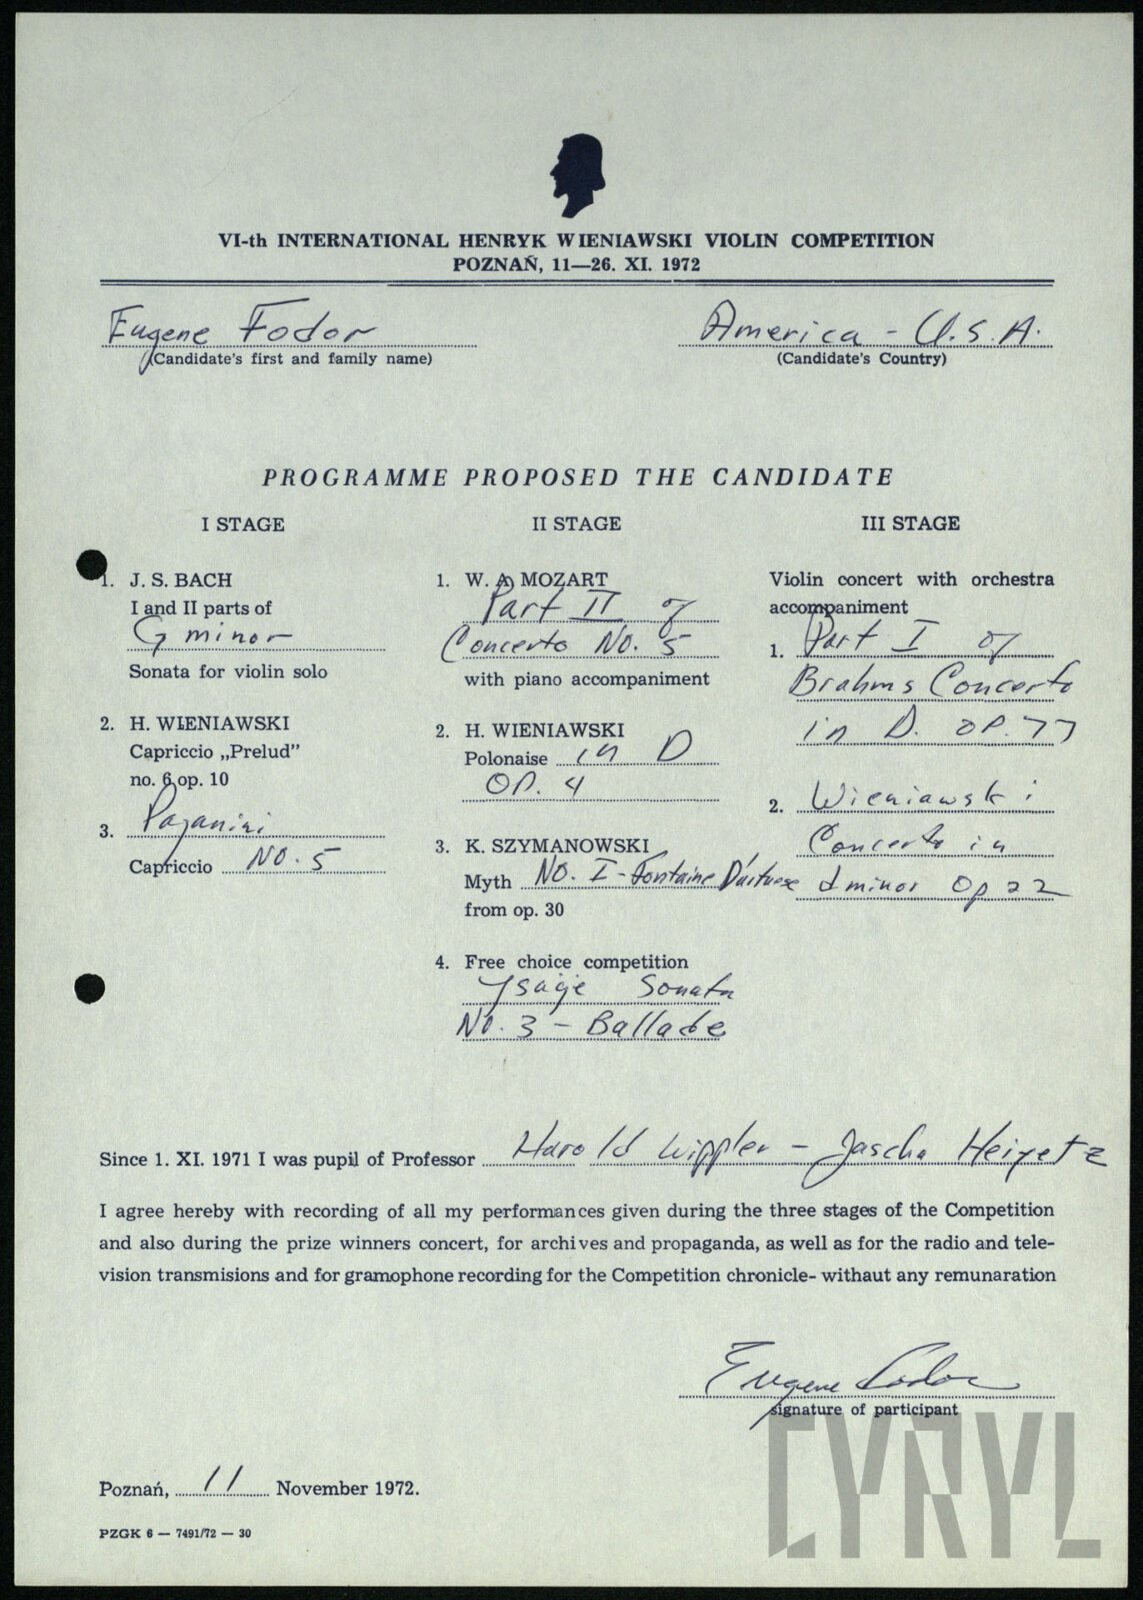 VI-th INTERNATIONAL HENRYK WIENIAWSKI VIOLIN COMPETITION
POZNAŃ, 11—26. XI. 1972
Eugene Fodor
(Candidate's first and family name)
America - U.S.A.
(Candidate's Country)
PROGRAMME PROPOSED THE CANDIDATE
I STAGE
1. J. S. BACH
I and II parts of
G minor
Sonata for violin solo
2. H. WIENIAWSKI
Capriccio „Prelud”
no. 6 op. 10
3. Paganini
Capriccio NO. 5
II STAGE
1. W. A. MOZART
Part II of
Concerto No. 5
with piano accompaniment
2. H. WIENIAWSKI
Polonaise in D
OP. 4
3. K. SZYMANOWSKI
Myth NO. I - Fontaine D'artuese
from op. 30
4. Free choice competition
Ysaÿe Sonata
No. 3 - Ballade
III STAGE
Violin concert with orchestra
accompaniment
1. Part I of
Brahms Concerto
in D. OP. 77
2. Wieniawski
Concerto in
d minor Op 22
Since 1. XI. 1971 I was pupil of Professor Harold Wippler - Jascha Heifetz
I agree hereby with recording of all my performances given during the three stages of the Competition
and also during the prize winners concert, for archives and propaganda, as well as for the radio and tele-
vision transmisions and for gramophone recording for the Competition chronicle- withaut any remunaration
Eugene Fodor
signature of participant
Poznań, 11 November 1972.
PZGK 6 — 7491/72 — 30
CYRYL